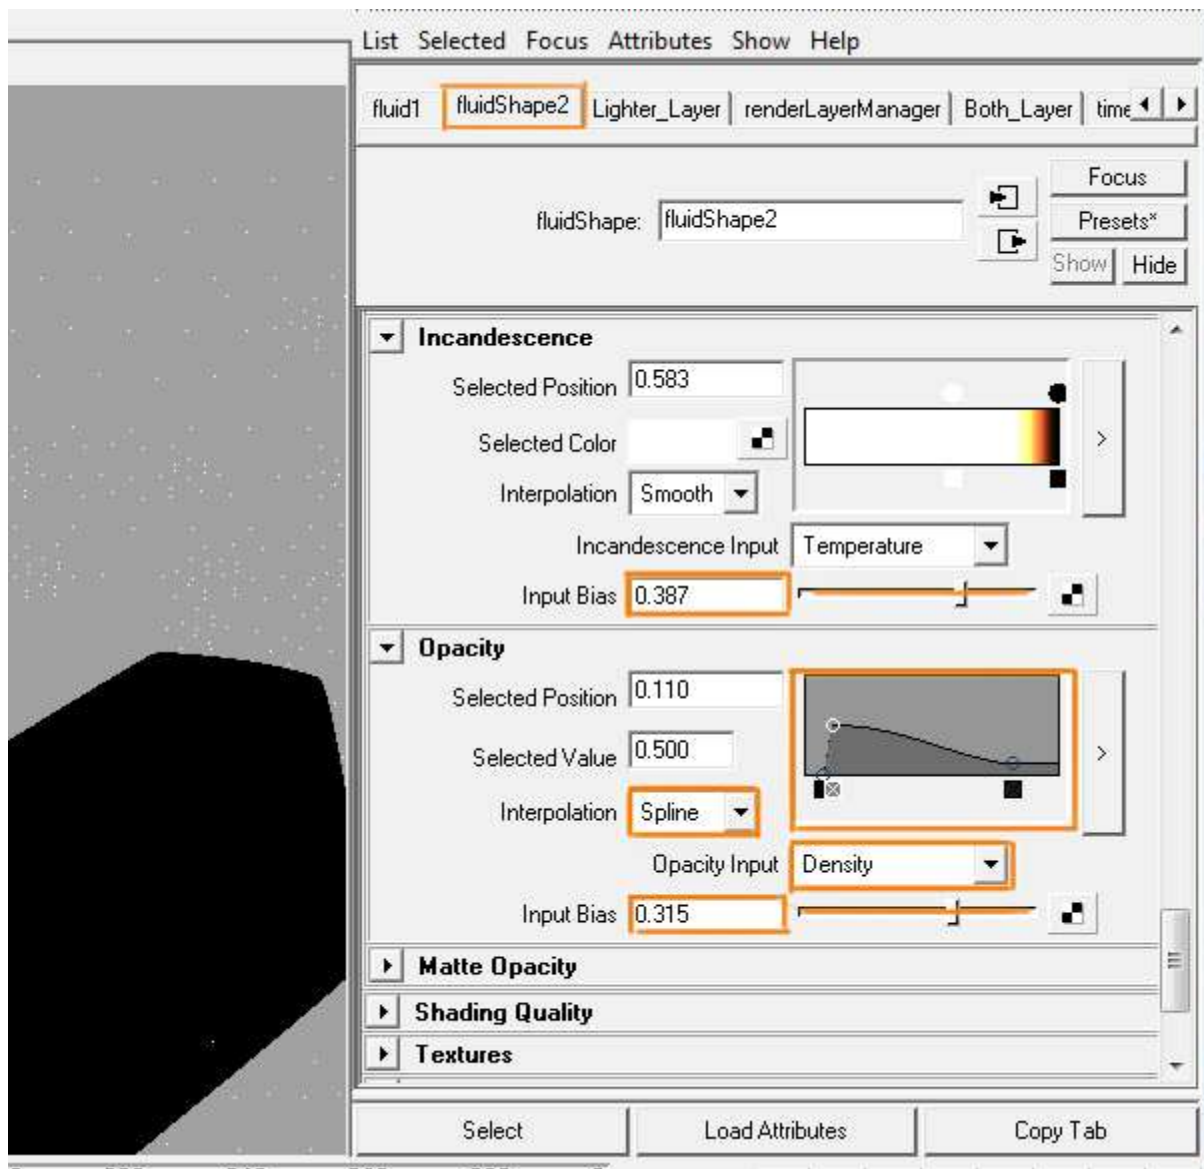 List Selected Focus Attributes Show Help
fluid1 fluidShape2 Lighter_Layer renderLayerManager Both_Layer time
Focus
fluidShape: fluidShape2
Presets*
Show Hide
Incandescence
Selected Position 0.583
Selected Color
Interpolation Smooth
>
Incandescence Input Temperature
Input Bias 0.387
Opacity
Selected Position 0.110
Selected Value 0.500
>
Interpolation Spline
Opacity Input Density
Input Bias 0.315
Matte Opacity
Shading Quality
Textures
Select Load Attributes Copy Tab